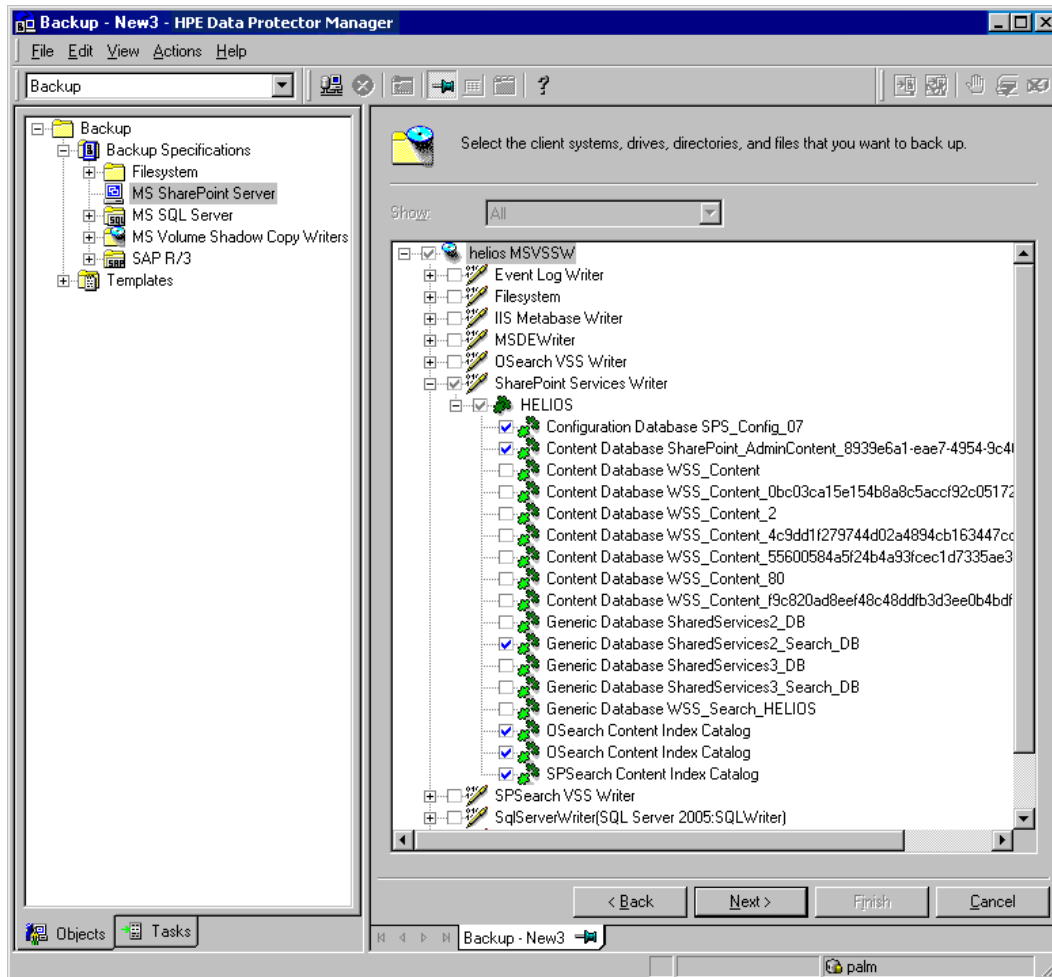 Backup - New3 - HPE Data Protector Manager
File Edit View Actions Help
Backup
?
Backup
Backup Specifications
Filesystem
MS SharePoint Server
MS SQL Server
MS Volume Shadow Copy Writers
SAP R/3
Templates
Objects
Tasks
Select the client systems, drives, directories, and files that you want to back up.
Show:
All
helios MSVSSW
Event Log Writer
Filesystem
IIS Metabase Writer
MSDEWriter
OSearch VSS Writer
SharePoint Services Writer
HELIOS
Configuration Database SPS_Config_07
Content Database SharePoint_AdminContent_8939e6a1-eae7-4954-9c4
Content Database WSS_Content
Content Database WSS_Content_0bc03ca15e154b8a8c5accf92c05172
Content Database WSS_Content_2
Content Database WSS_Content_4c9dd1f279744d02a4894cb163447cc
Content Database WSS_Content_55600584a5f24b4a93fcec1d7335ae3
Content Database WSS_Content_80
Content Database WSS_Content_f9c820ad8eef48c48ddfb3d3ee0b4bdf
Generic Database SharedServices2_DB
Generic Database SharedServices2_Search_DB
Generic Database SharedServices3_DB
Generic Database SharedServices3_Search_DB
Generic Database WSS_Search_HELIOS
OSearch Content Index Catalog
OSearch Content Index Catalog
SPSearch Content Index Catalog
SPSearch VSS Writer
SqlServerWriter(SQL Server 2005:SQLWriter)
< Back
Next >
Finish
Cancel
Backup - New3
palm